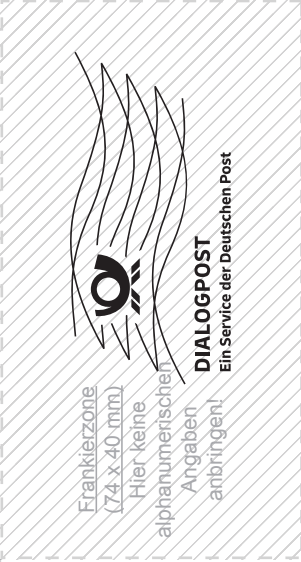 Frankierzone
(74 x 40 mm)
Hier keine
alphanumerischen
Angaben
anbringen!
DIALOGPOST
Ein Service der Deutschen Post